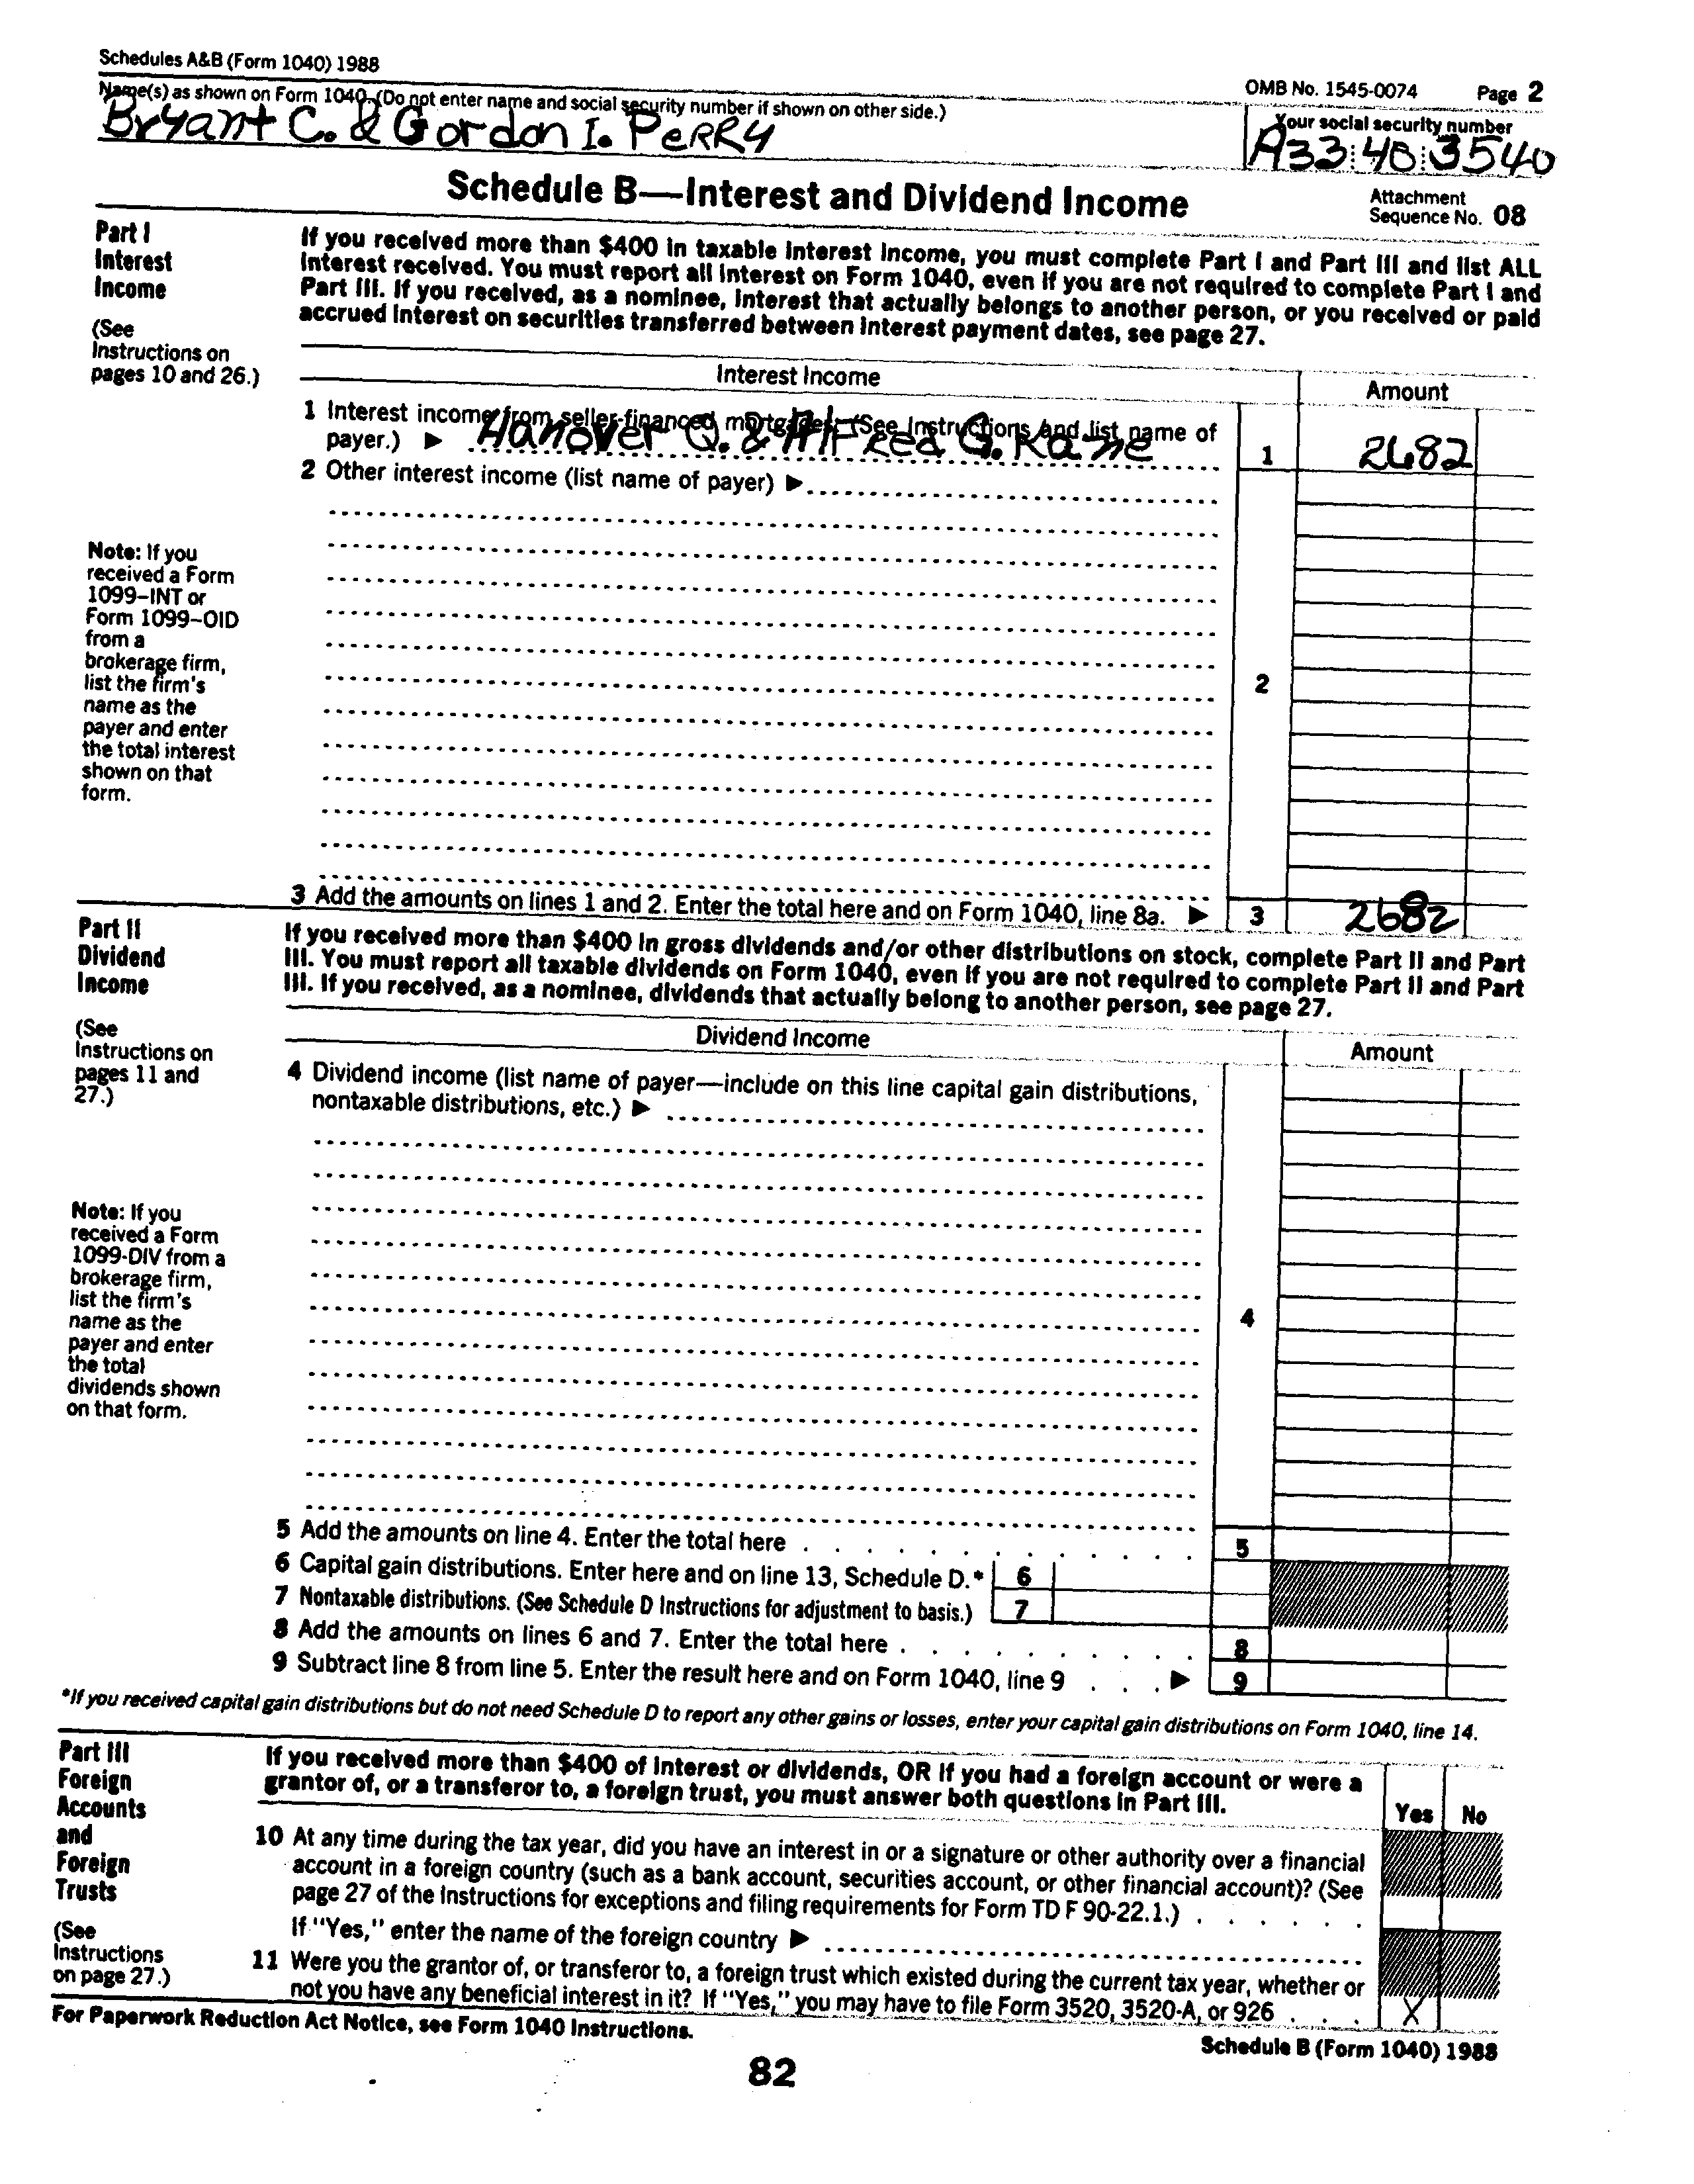 Schedules A&B (Form 1040) 1988
OMB No. 1545-0074 Page 2
Name(s) as shown on Form 1040. (Do not enter name and social security number if shown on other side.)
Bryant C. & Gordon I. PERRY
Your social security number
A33 40 3540
Schedule B—Interest and Dividend Income
Attachment
Sequence No. 08
Part I
Interest
Income
(See
Instructions on
pages 10 and 26.)
If you received more than $400 in taxable interest income, you must complete Part I and Part III and list ALL
interest received. You must report all interest on Form 1040, even if you are not required to complete Part I and
Part III. If you received, as a nominee, interest that actually belongs to another person, or you received or paid
accrued interest on securities transferred between interest payment dates, see page 27.
Interest Income
Amount
1 Interest income from seller-financed mortgages. (See Instructions and list name of
payer.) ▶ Hanover Q. & Alfred G. Kane
1 2682
2 Other interest income (list name of payer) ▶
Note: If you
received a Form
1099–INT or
Form 1099–OID
from a
brokerage firm,
list the firm's
name as the
payer and enter
the total interest
shown on that
form.
2
3 Add the amounts on lines 1 and 2. Enter the total here and on Form 1040, line 8a. ▶ 3 2682
Part II
Dividend
Income
(See
Instructions on
pages 11 and
27.)
If you received more than $400 in gross dividends and/or other distributions on stock, complete Part II and Part
III. You must report all taxable dividends on Form 1040, even if you are not required to complete Part II and Part
III. If you received, as a nominee, dividends that actually belong to another person, see page 27.
Dividend Income
Amount
4 Dividend income (list name of payer—include on this line capital gain distributions,
nontaxable distributions, etc.) ▶
Note: If you
received a Form
1099-DIV from a
brokerage firm,
list the firm's
name as the
payer and enter
the total
dividends shown
on that form.
4
5 Add the amounts on line 4. Enter the total here . . . . . . . . . . . . 5
6 Capital gain distributions. Enter here and on line 13, Schedule D.* 6
7 Nontaxable distributions. (See Schedule D Instructions for adjustment to basis.) 7
8 Add the amounts on lines 6 and 7. Enter the total here . . . . . . . . . . 8
9 Subtract line 8 from line 5. Enter the result here and on Form 1040, line 9 . . . ▶ 9
*If you received capital gain distributions but do not need Schedule D to report any other gains or losses, enter your capital gain distributions on Form 1040, line 14.
Part III
Foreign
Accounts
and
Foreign
Trusts
(See
Instructions
on page 27.)
If you received more than $400 of interest or dividends, OR if you had a foreign account or were a
grantor of, or a transferor to, a foreign trust, you must answer both questions in Part III.
Yes No
10 At any time during the tax year, did you have an interest in or a signature or other authority over a financial
account in a foreign country (such as a bank account, securities account, or other financial account)? (See
page 27 of the Instructions for exceptions and filing requirements for Form TD F 90-22.1.) . . . . . .
If "Yes," enter the name of the foreign country ▶
11 Were you the grantor of, or transferor to, a foreign trust which existed during the current tax year, whether or
not you have any beneficial interest in it? If "Yes," you may have to file Form 3520, 3520-A, or 926 . . . . X
For Paperwork Reduction Act Notice, see Form 1040 Instructions.
Schedule B (Form 1040) 1988
82